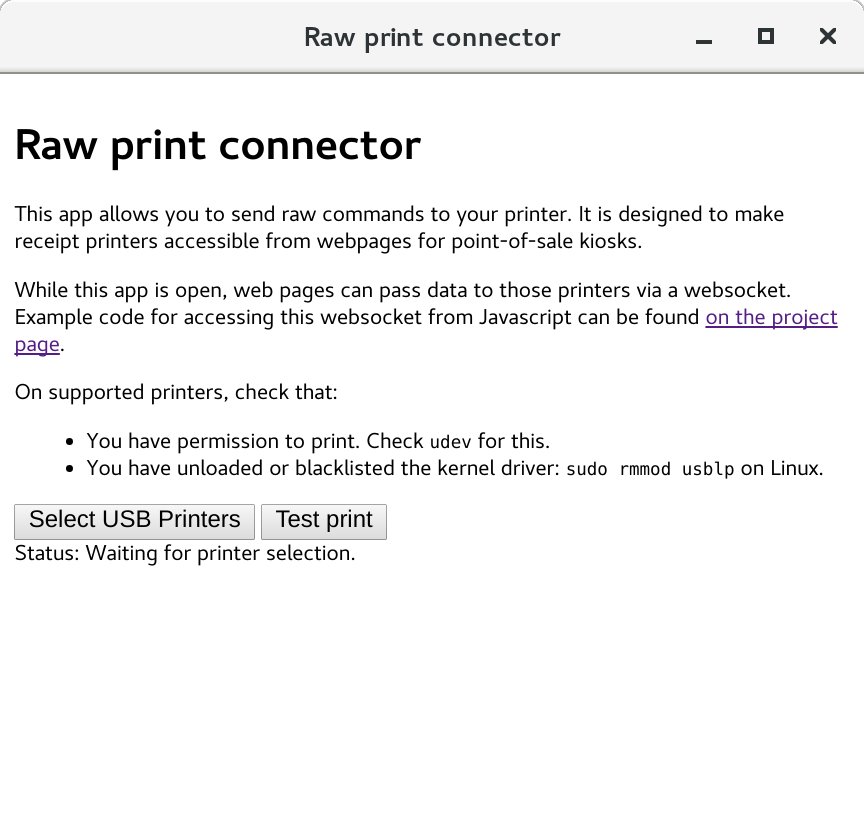 Raw print connector
Raw print connector
This app allows you to send raw commands to your printer. It is designed to make
receipt printers accessible from webpages for point-of-sale kiosks.
While this app is open, web pages can pass data to those printers via a websocket.
Example code for accessing this websocket from Javascript can be found on the project
page.
On supported printers, check that:
• You have permission to print. Check udev for this.
• You have unloaded or blacklisted the kernel driver: sudo rmmod usblp on Linux.
Select USB Printers Test print
Status: Waiting for printer selection.